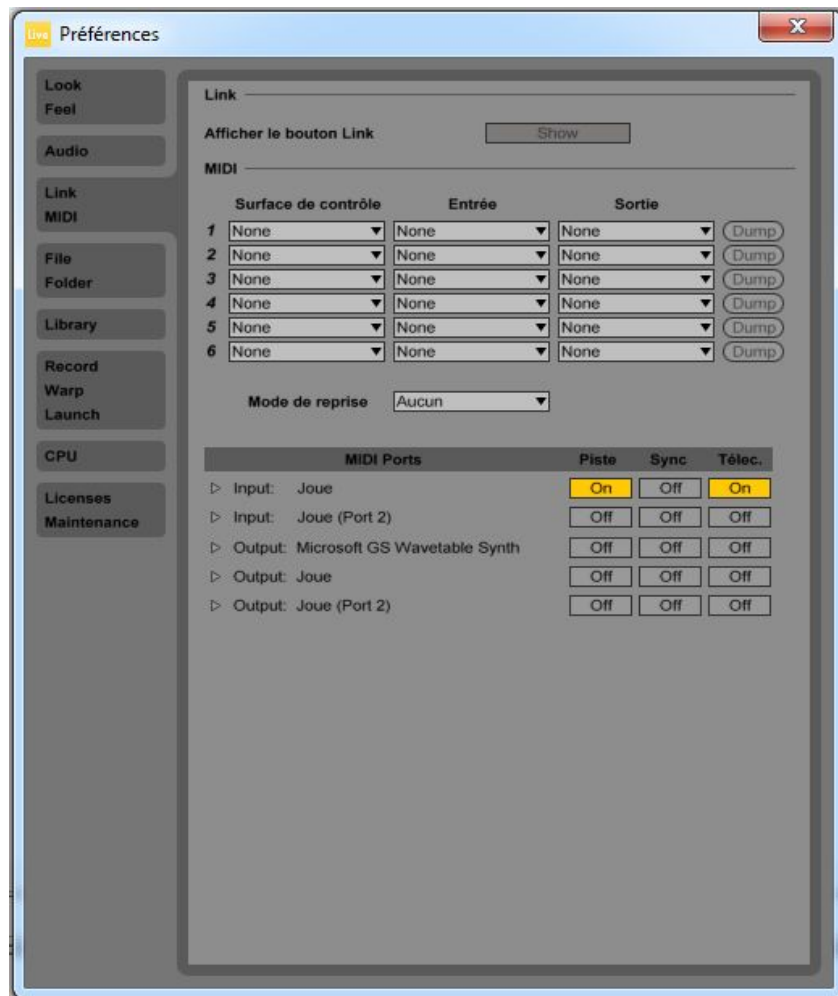 Live Préférences
Look
Feel
Audio
Link
MIDI
File
Folder
Library
Record
Warp
Launch
CPU
Licenses
Maintenance
Link
Afficher le bouton Link Show
MIDI
Surface de contrôle Entrée Sortie
1 None None None Dump
2 None None None Dump
3 None None None Dump
4 None None None Dump
5 None None None Dump
6 None None None Dump
Mode de reprise Aucun
MIDI Ports Piste Sync Télec.
Input: Joue On Off On
Input: Joue (Port 2) Off Off Off
Output: Microsoft GS Wavetable Synth Off Off Off
Output: Joue Off Off Off
Output: Joue (Port 2) Off Off Off